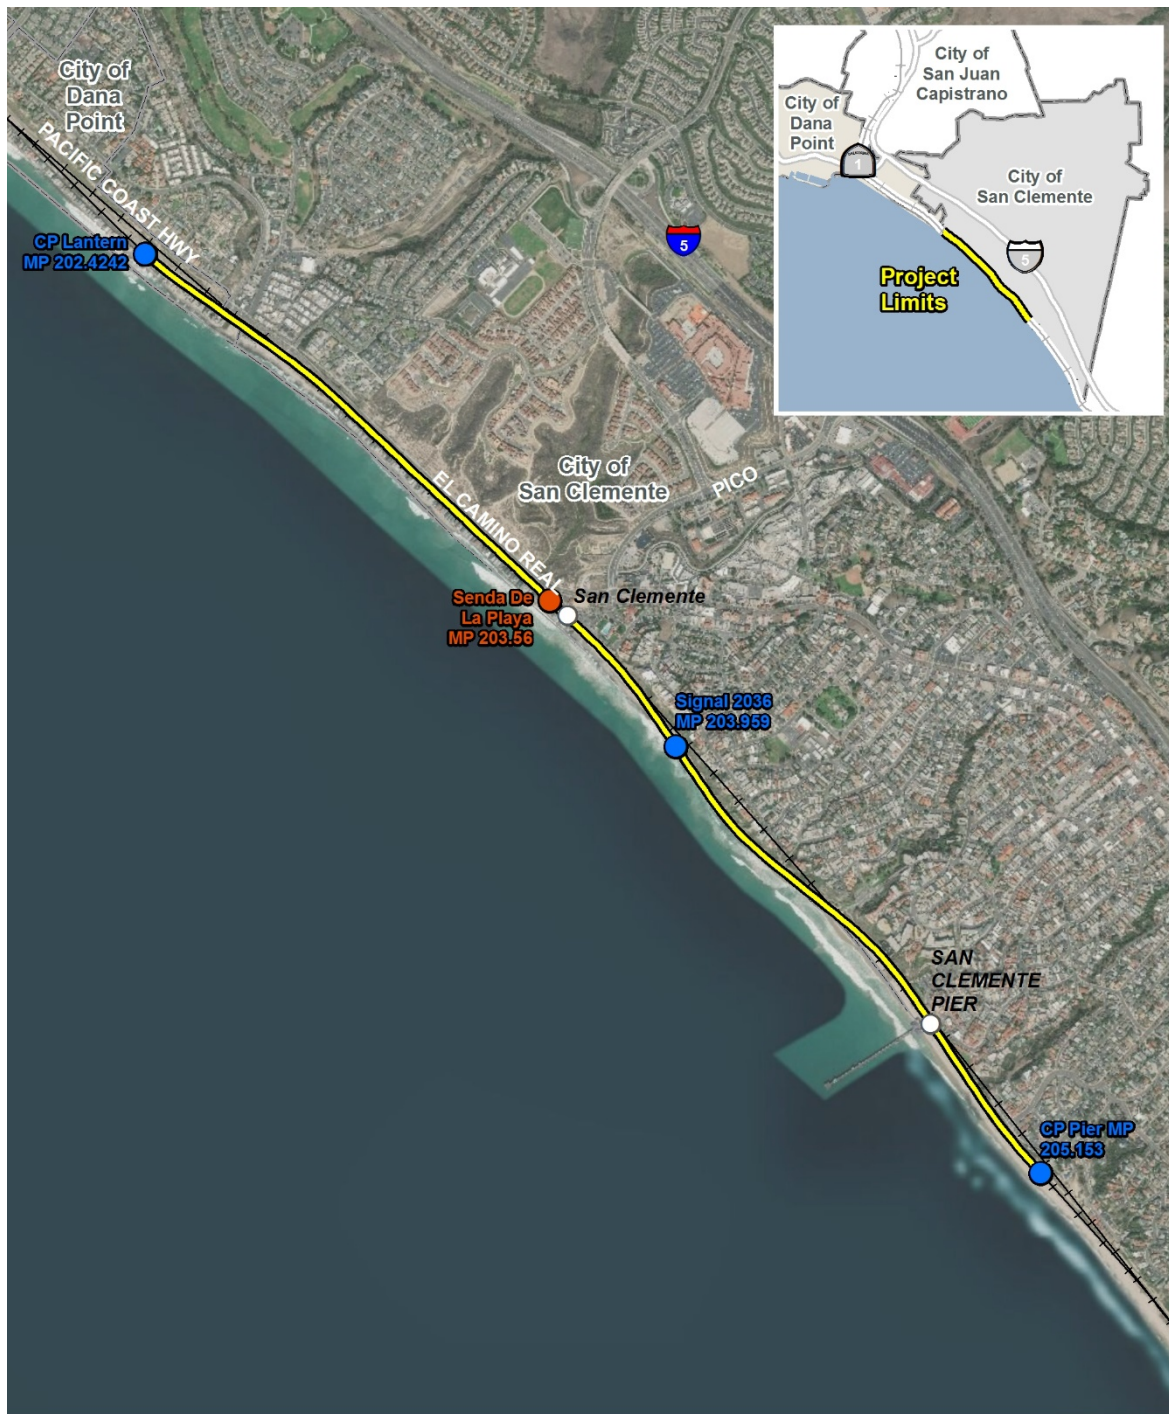 City of
Dana
Point
PACIFIC COAST HWY
CP Lantern
MP 202.4242
5
City of
San Juan
Capistrano
City of
Dana
Point
1
City of
San Clemente
5
Project
Limits
City of
San Clemente
PICO
EL CAMINO REAL
Senda De
La Playa
MP 203.56
San Clemente
Signal 2036
MP 203.959
SAN
CLEMENTE
PIER
CP Pier MP
205.153